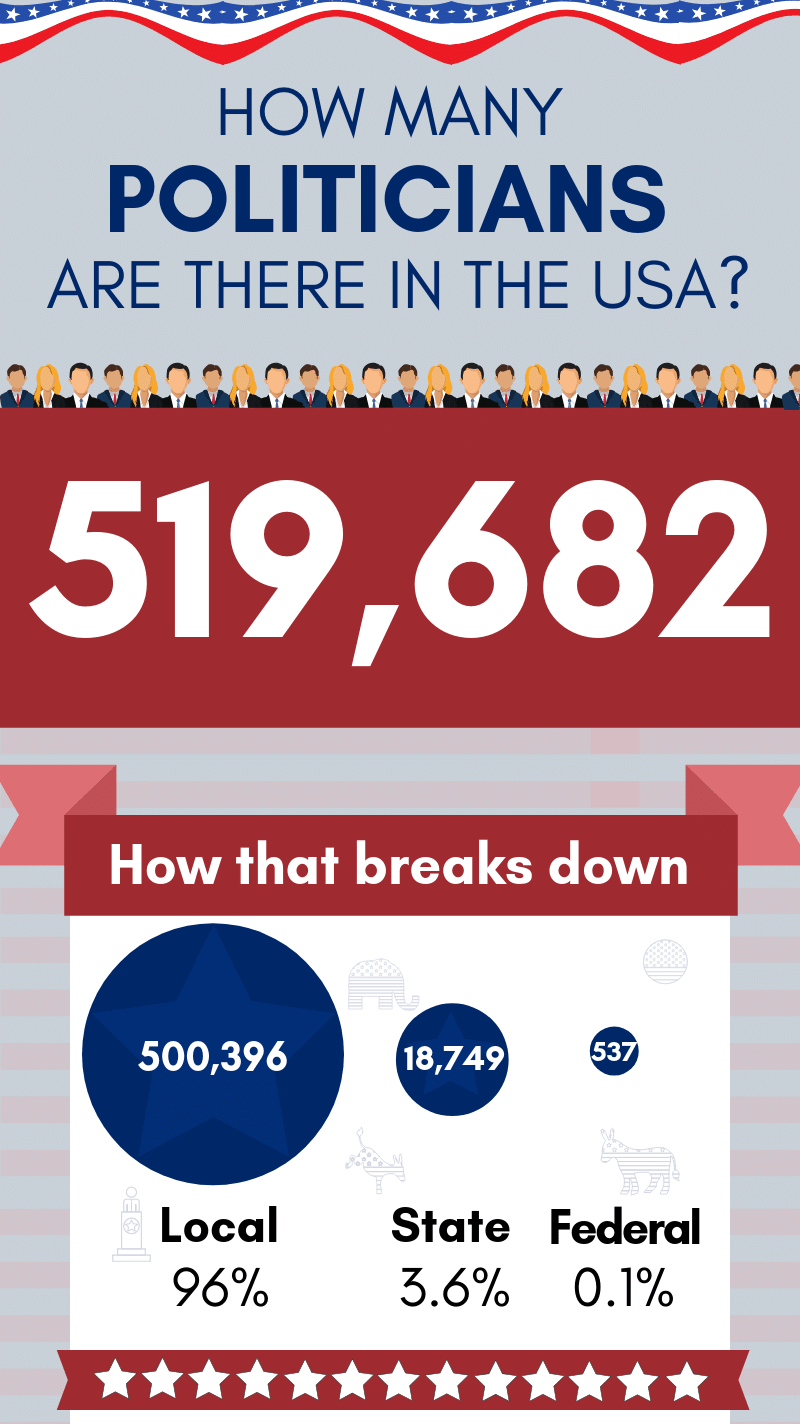 HOW MANY
POLITICIANS
ARE THERE IN THE USA?
519,682
How that breaks down
500,396
18,749
537
Local
State
Federal
96%
3.6%
0.1%